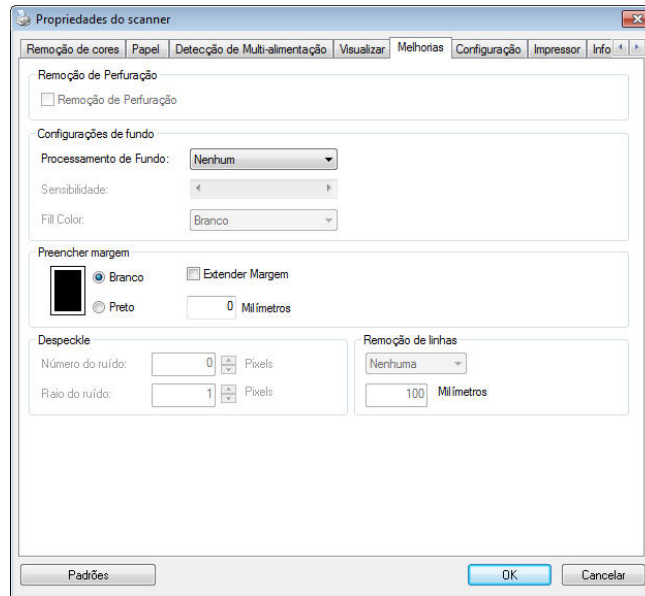 Propriedades do scanner
Remoção de cores Papel Detecção de Multi-alimentação Visualizar Melhorias Configuração Impressor Info
Remoção de Perfuração
Remoção de Perfuração
Configurações de fundo
Processamento de Fundo: Nenhum
Sensibilidade:
Fill Color: Branco
Preencher margem
Branco Extender Margem
Preto 0 Milímetros
Despeckle Remoção de linhas
Número do ruído: 0 Pixels Nenhuma
Raio do ruído: 1 Pixels 100 Milímetros
Padrões OK Cancelar